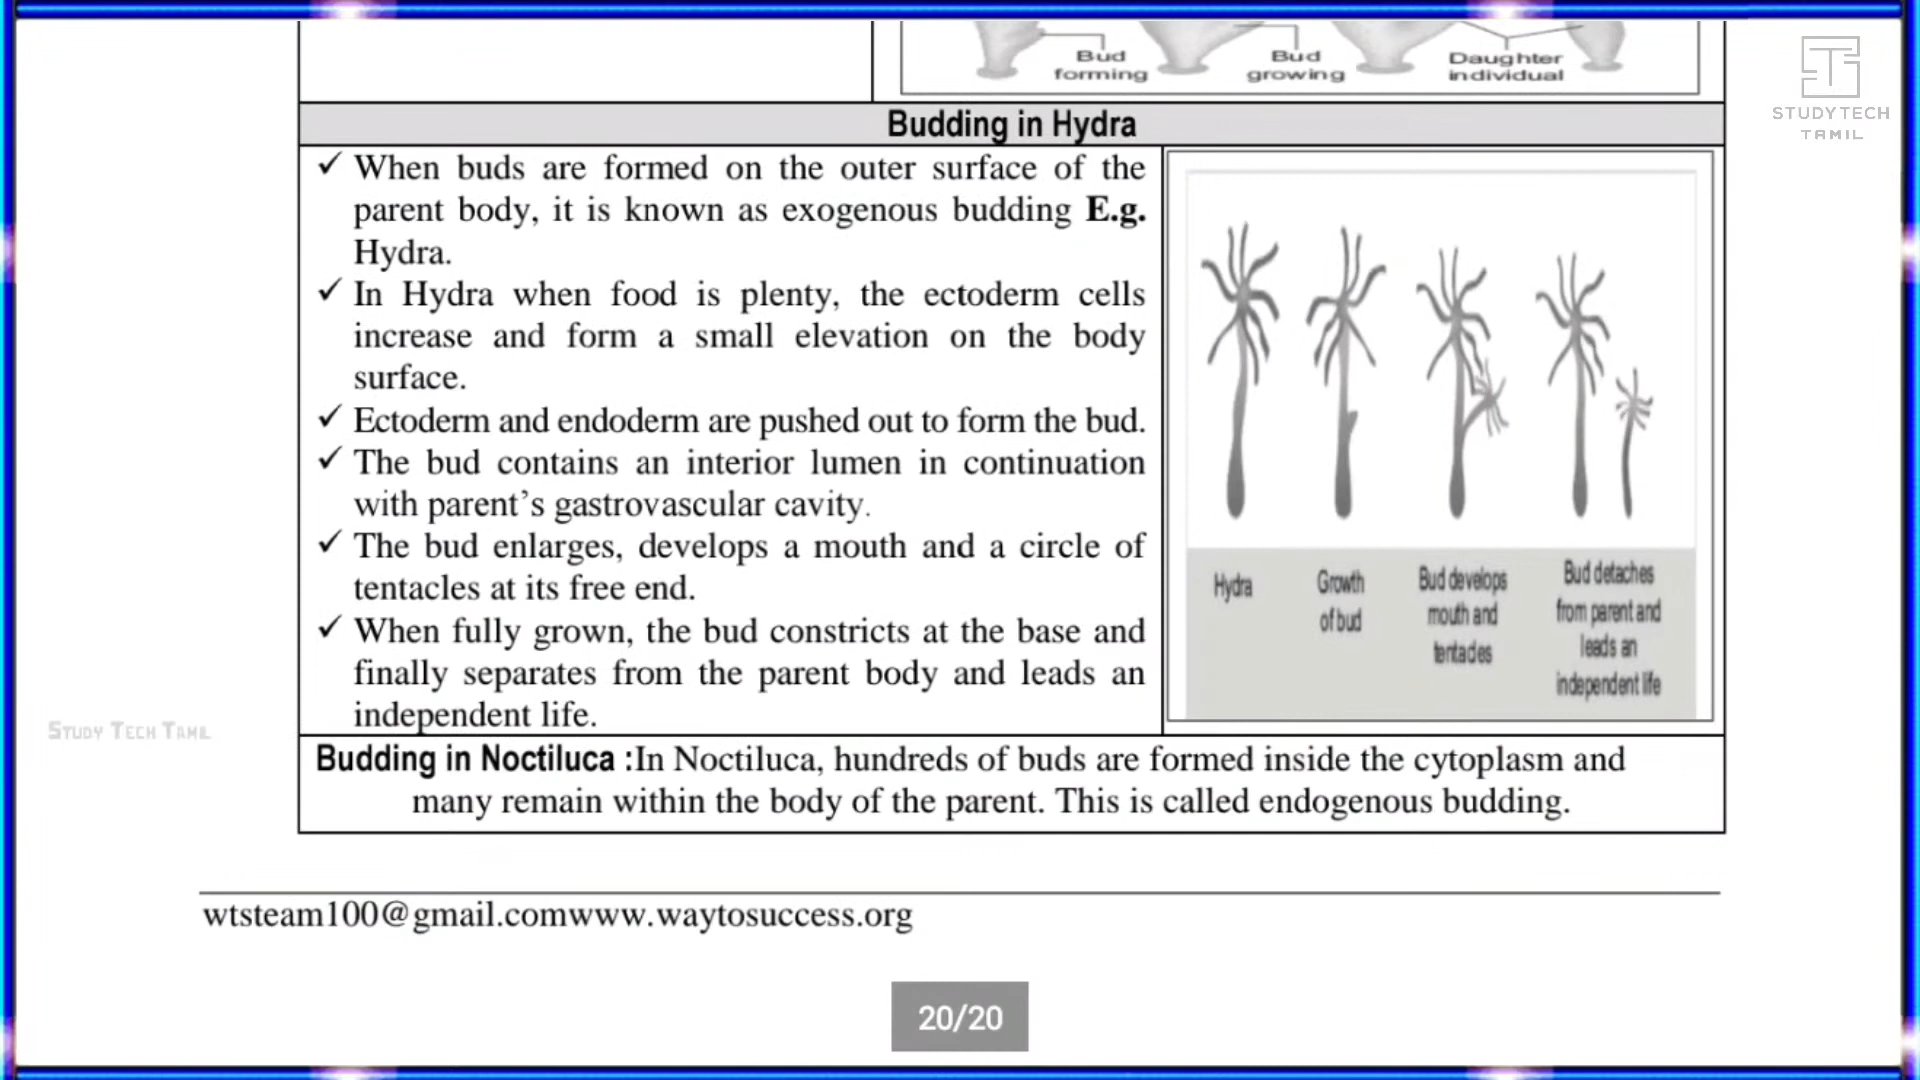 Bud
forming
Bud
growing
Daughter
individual
STUDYTECH
TAMIL
Budding in Hydra
✓ When buds are formed on the outer surface of the
parent body, it is known as exogenous budding E.g.
Hydra.
✓ In Hydra when food is plenty, the ectoderm cells
increase and form a small elevation on the body
surface.
✓ Ectoderm and endoderm are pushed out to form the bud.
✓ The bud contains an interior lumen in continuation
with parent’s gastrovascular cavity.
✓ The bud enlarges, develops a mouth and a circle of
tentacles at its free end.
✓ When fully grown, the bud constricts at the base and
finally separates from the parent body and leads an
independent life.
Hydra
Growth
of bud
Bud develops
mouth and
tentacles
Bud detaches
from parent and
leads an
independent life
STUDY TECH TAMIL
Budding in Noctiluca :In Noctiluca, hundreds of buds are formed inside the cytoplasm and
many remain within the body of the parent. This is called endogenous budding.
wtsteam100@gmail.comwww.waytosuccess.org
20/20